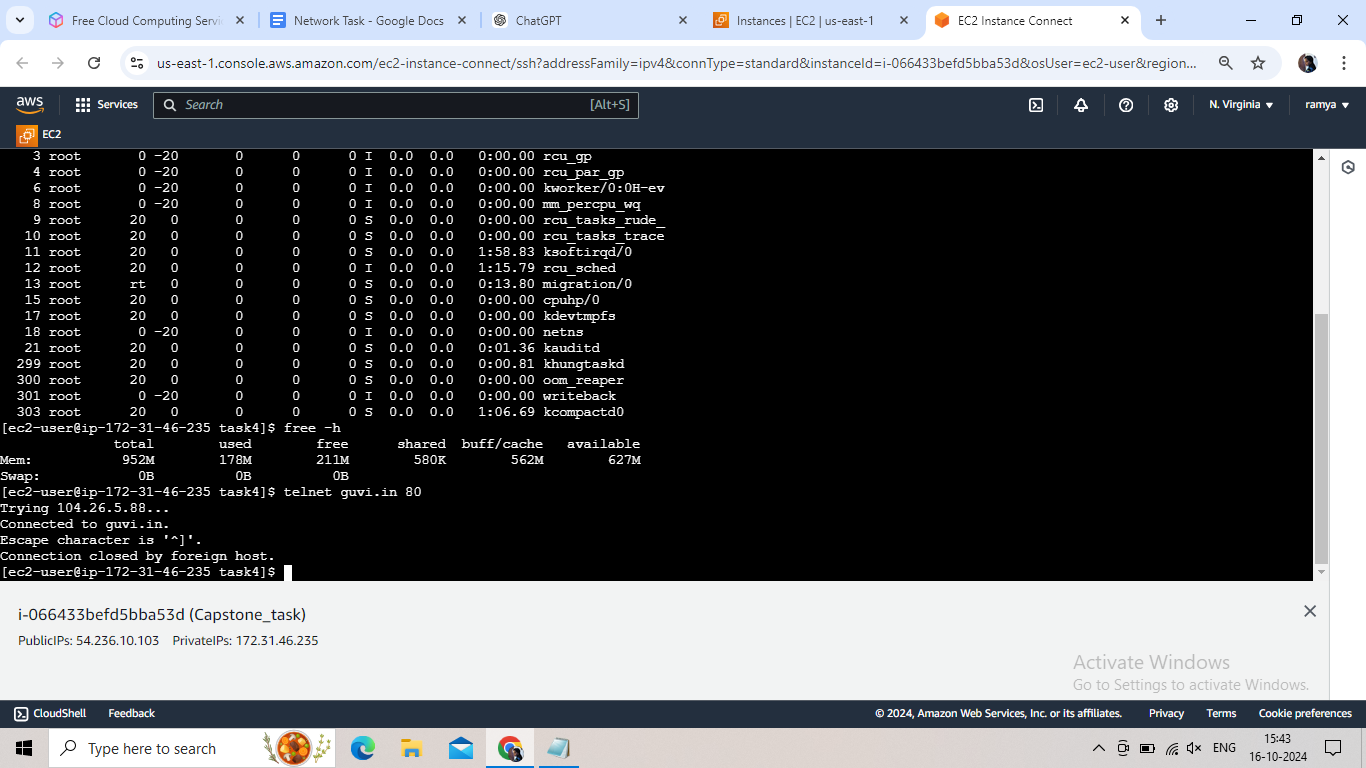 Free Cloud Computing Servi
Network Task - Google Docs
ChatGPT
Instances | EC2 | us-east-1
EC2 Instance Connect
us-east-1.console.aws.amazon.com/ec2-instance-connect/ssh?addressFamily=ipv4&connType=standard&instanceId=i-066433befd5bba53d&osUser=ec2-user&region...
aws
Services
Search
[Alt+S]
N. Virginia
ramya
EC2
3 root 0 -20 0 0 0 I 0.0 0.0 0:00.00 rcu_gp
4 root 0 -20 0 0 0 I 0.0 0.0 0:00.00 rcu_par_gp
6 root 0 -20 0 0 0 I 0.0 0.0 0:00.00 kworker/0:0H-ev
8 root 0 -20 0 0 0 I 0.0 0.0 0:00.00 mm_percpu_wq
9 root 20 0 0 0 0 S 0.0 0.0 0:00.00 rcu_tasks_rude_
10 root 20 0 0 0 0 S 0.0 0.0 0:00.00 rcu_tasks_trace
11 root 20 0 0 0 0 S 0.0 0.0 1:58.83 ksoftirqd/0
12 root 20 0 0 0 0 I 0.0 0.0 1:15.79 rcu_sched
13 root rt 0 0 0 0 S 0.0 0.0 0:13.80 migration/0
15 root 20 0 0 0 0 S 0.0 0.0 0:00.00 cpuhp/0
17 root 20 0 0 0 0 S 0.0 0.0 0:00.00 kdevtmpfs
18 root 0 -20 0 0 0 I 0.0 0.0 0:00.00 netns
21 root 20 0 0 0 0 S 0.0 0.0 0:01.36 kauditd
299 root 20 0 0 0 0 S 0.0 0.0 0:00.81 khungtaskd
300 root 20 0 0 0 0 S 0.0 0.0 0:00.00 oom_reaper
301 root 0 -20 0 0 0 I 0.0 0.0 0:00.00 writeback
303 root 20 0 0 0 0 S 0.0 0.0 1:06.69 kcompactd0
[ec2-user@ip-172-31-46-235 task4]$ free -h
total used free shared buff/cache available
Mem: 952M 178M 211M 580K 562M 627M
Swap: 0B 0B 0B
[ec2-user@ip-172-31-46-235 task4]$ telnet guvi.in 80
Trying 104.26.5.88...
Connected to guvi.in.
Escape character is '^]'.
Connection closed by foreign host.
[ec2-user@ip-172-31-46-235 task4]$
i-066433befd5bba53d (Capstone_task)
PublicIPs: 54.236.10.103 PrivateIPs: 172.31.46.235
Activate Windows
Go to Settings to activate Windows.
CloudShell
Feedback
© 2024, Amazon Web Services, Inc. or its affiliates.
Privacy
Terms
Cookie preferences
Type here to search
ENG
15:43
16-10-2024